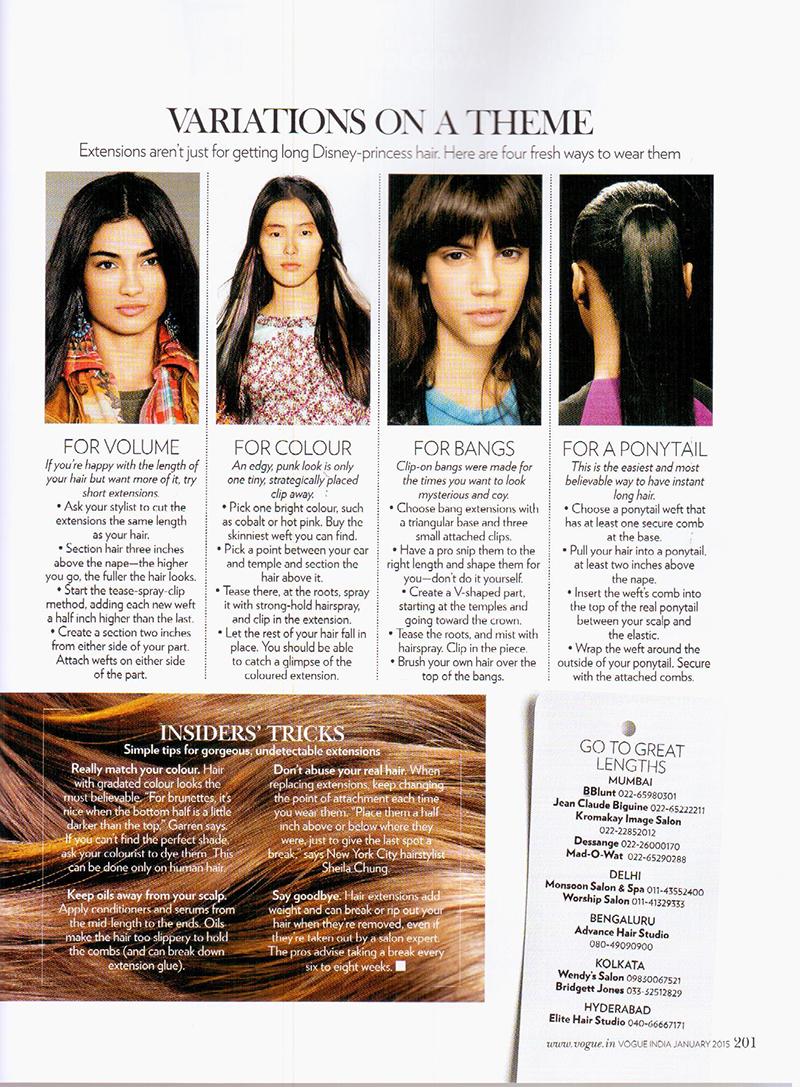 VARIATIONS ON A THEME
Extensions aren't just for getting long Disney-princess hair. Here are four fresh ways to wear them
FOR VOLUME
If you're happy with the length of
your hair but want more of it, try
short extensions.
• Ask your stylist to cut the
extensions the same length
as your hair.
• Section hair three inches
above the nape—the higher
you go, the fuller the hair looks.
• Start the tease-spray-clip
method, adding each new weft
a half inch higher than the last.
• Create a section two inches
from either side of your part.
Attach wefts on either side
of the part.
FOR COLOUR
An edgy, punk look is only
one tiny, strategically placed
clip away.
• Pick one bright colour, such
as cobalt or hot pink. Buy the
skinniest weft you can find.
• Pick a point between your ear
and temple and section the
hair above it.
• Tease there, at the roots, spray
it with strong-hold hairspray,
and clip in the extension.
• Let the rest of your hair fall in
place. You should be able
to catch a glimpse of the
coloured extension.
FOR BANGS
Clip-on bangs were made for
the times you want to look
mysterious and coy.
• Choose bang extensions with
a triangular base and three
small attached clips.
• Have a pro snip them to the
right length and shape them for
you—don't do it yourself.
• Create a V-shaped part,
starting at the temples and
going toward the crown.
• Tease the roots, and mist with
hairspray. Clip in the piece.
• Brush your own hair over the
top of the bangs.
FOR A PONYTAIL
This is the easiest and most
believable way to have instant
long hair.
• Choose a ponytail weft that
has at least one secure comb
at the base.
• Pull your hair into a ponytail,
at least two inches above
the nape.
• Insert the weft's comb into
the top of the real ponytail
between your scalp and
the elastic.
• Wrap the weft around the
outside of your ponytail. Secure
with the attached combs.
INSIDERS' TRICKS
Simple tips for gorgeous, undetectable extensions
Really match your colour. Hair
with gradated colour looks the
most believable. "For brunettes, it's
nice when the bottom half is a little
darker than the top," Garren says.
If you can't find the perfect shade,
ask your colourist to dye them. This
can be done only on human hair.
Keep oils away from your scalp.
Apply conditioners and serums from
the mid-length to the ends. Oils
make the hair too slippery to hold
the combs (and can break down
extension glue).
Don't abuse your real hair. When
replacing extensions, keep changing
the point of attachment each time
you wear them. "Place them a half
inch above or below where they
were, just to give the last spot a
break," says New York City hairstylist
Sheila Chung.
Say goodbye. Hair extensions add
weight and can break or rip out your
hair when they're removed, even if
they're taken out by a salon expert.
The pros advise taking a break every
six to eight weeks.
GO TO GREAT
LENGTHS
MUMBAI
BBlunt 022-65980301
Jean Claude Biguine 022-65222211
Kromakay Image Salon
022-22852012
Dessange 022-26000170
Mad-O-Wat 022-65290288
DELHI
Monsoon Salon & Spa 011-43552400
Worship Salon 011-41329333
BENGALURU
Advance Hair Studio
080-49090900
KOLKATA
Wendy's Salon 09830067521
Bridgett Jones 033-32512829
HYDERABAD
Elite Hair Studio 040-66667171
www.vogue.in VOGUE INDIA JANUARY 2015 201